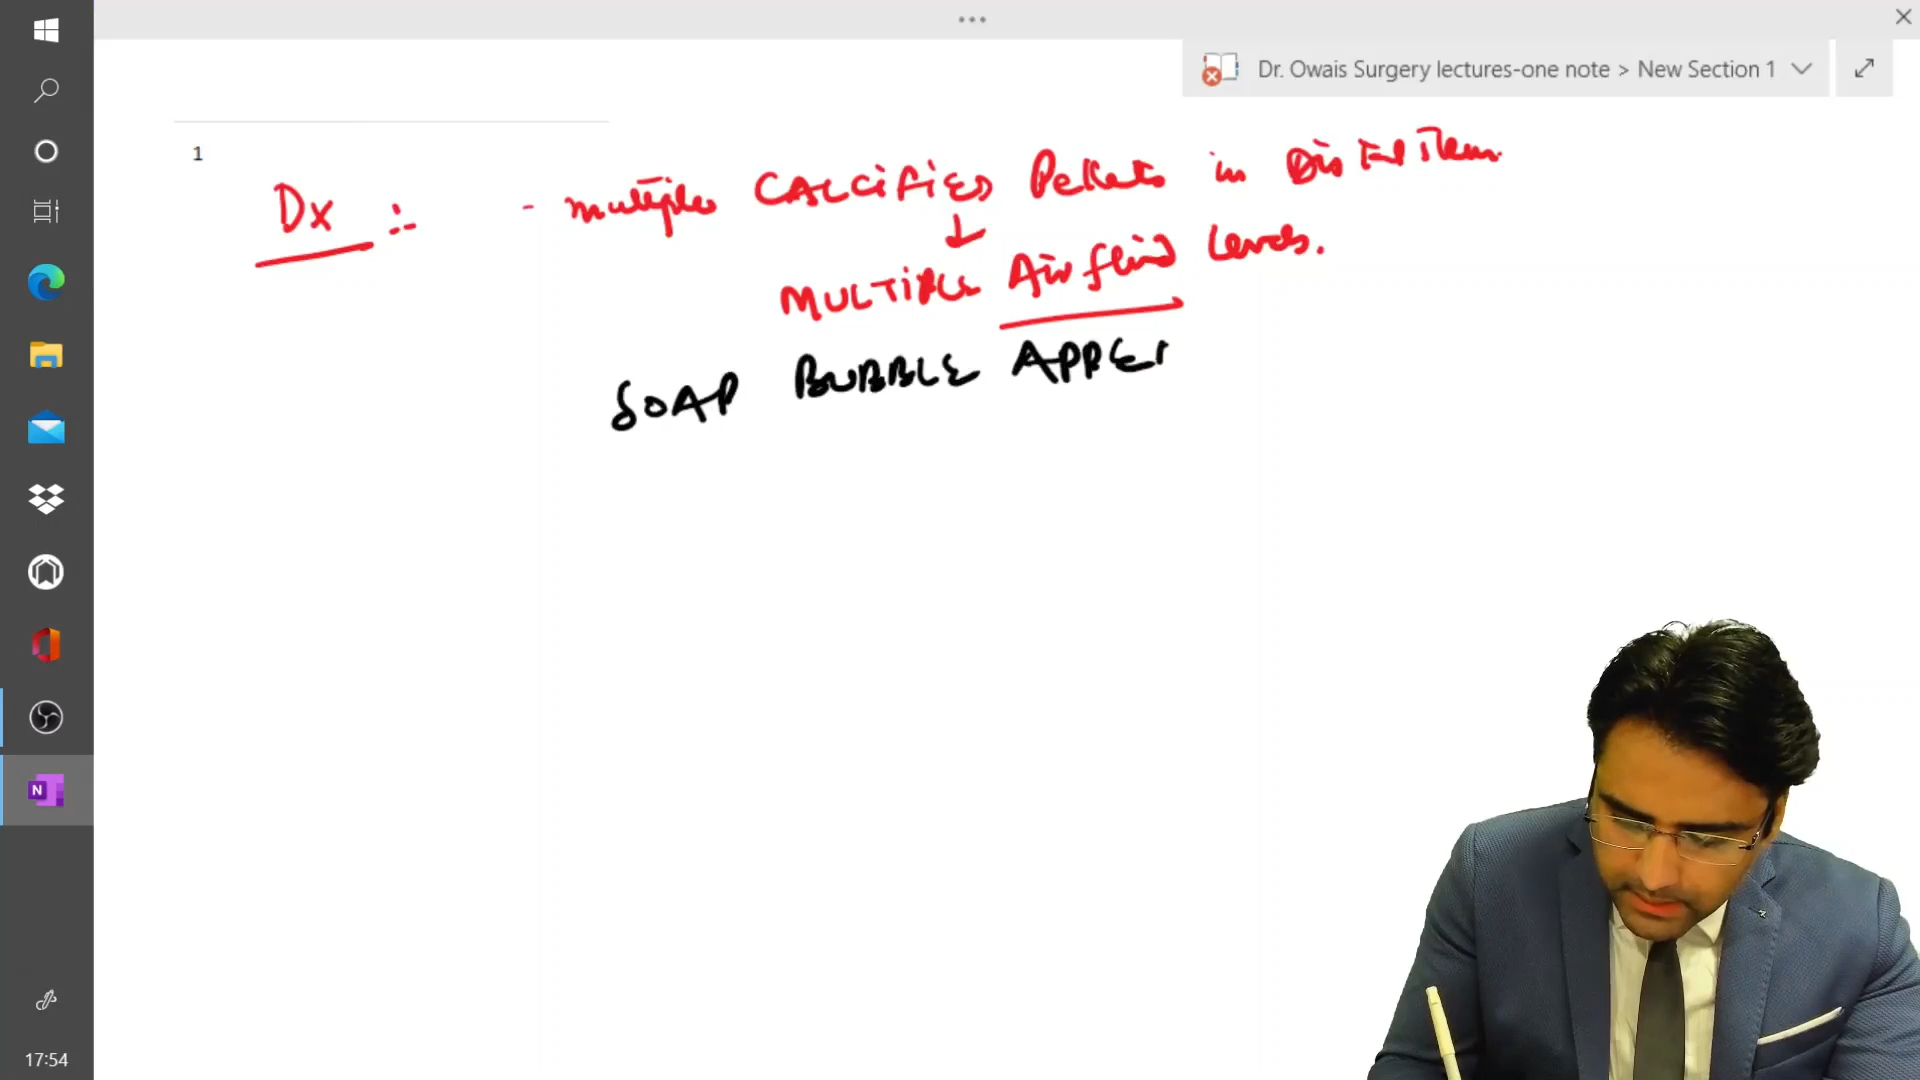 Dr. Owais Surgery lectures-one note > New Section 1
1
Dx :- - multiple CALCIFIED Pellets in Distal Ileum.
↓
MULTIPLE Air fluid Levels.
SOAP BUBBLE APPEI
N
17:54